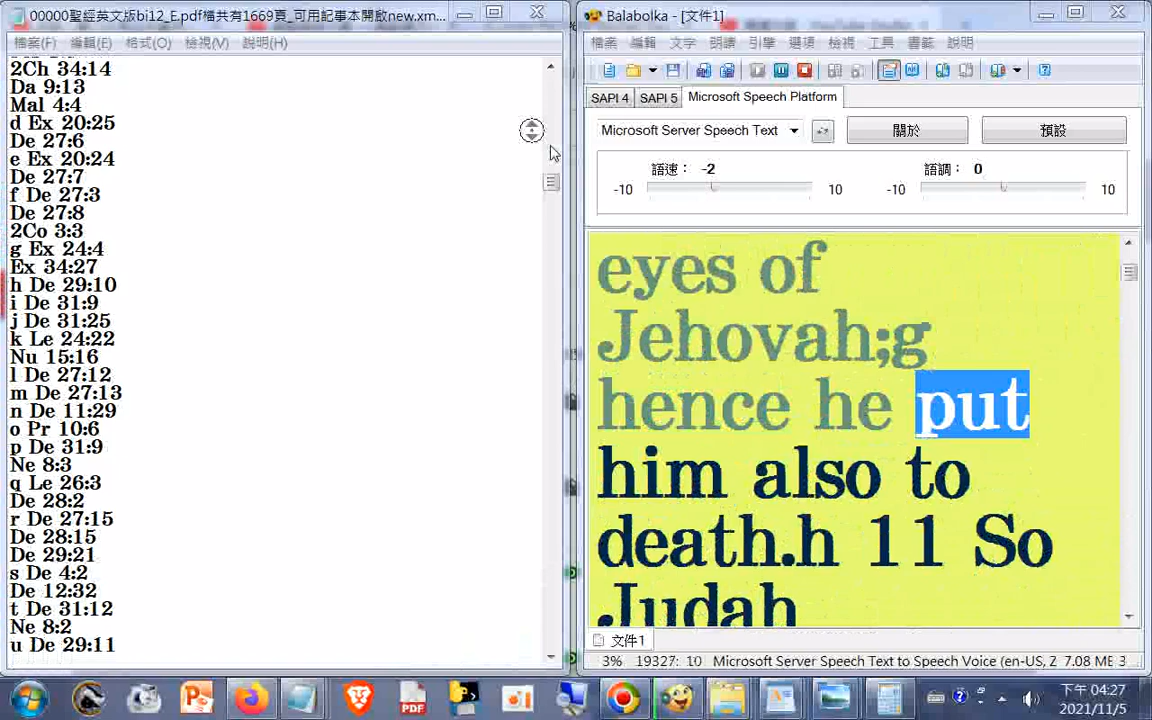 00000聖經英文版bi12_E.pdf檔共有1669頁_可用記事本開啟new.xm...
檔案(F) 編輯(E) 格式(O) 檢視(V) 說明(H)
2Ch 34:14
Da 9:13
Mal 4:4
d Ex 20:25
De 27:6
e Ex 20:24
De 27:7
f De 27:3
De 27:8
2Co 3:3
g Ex 24:4
Ex 34:27
h De 29:10
i De 31:9
j De 31:25
k Le 24:22
Nu 15:16
l De 27:12
m De 27:13
n De 11:29
o Pr 10:6
p De 31:9
Ne 8:3
q Le 26:3
De 28:2
r De 27:15
De 28:15
De 29:21
s De 4:2
De 12:32
t De 31:12
Ne 8:2
u De 29:11
Balabolka - [文件1]
檔案 編輯 文字 朗讀 引擎 選項 檢視 工具 書籤 說明
SAPI 4 SAPI 5 Microsoft Speech Platform
Microsoft Server Speech Text 關於 預設
語速： -2 語調： 0
-10 10 -10 10
eyes of
Jehovah;g
hence he put
him also to
death.h 11 So
Judah
文件1
3% 19327: 10 Microsoft Server Speech Text to Speech Voice (en-US, Z 7.08 MB 3
PDF
下午 04:27
2021/11/5